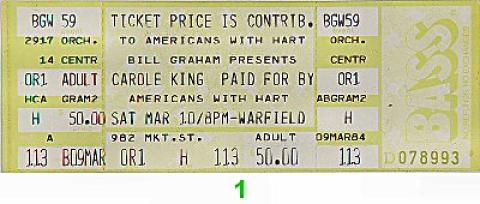 BGW 59 TICKET PRICE IS CONTRIB. BGW59
2917 ORCH. TO AMERICANS WITH HART ORCH.
14 CENTR BILL GRAHAM PRESENTS CENTR
OR1 ADULT CAROLE KING PAID FOR BY OR1
HCA GRAM2 AMERICANS WITH HART ABGRAM2
H 50.00 SAT MAR 10/8PM-WARFIELD H
A 982 MKT.ST. ADULT 09MAR84
113 B09MAR OR1 H 113 50.00 113
BASS
D078993
1